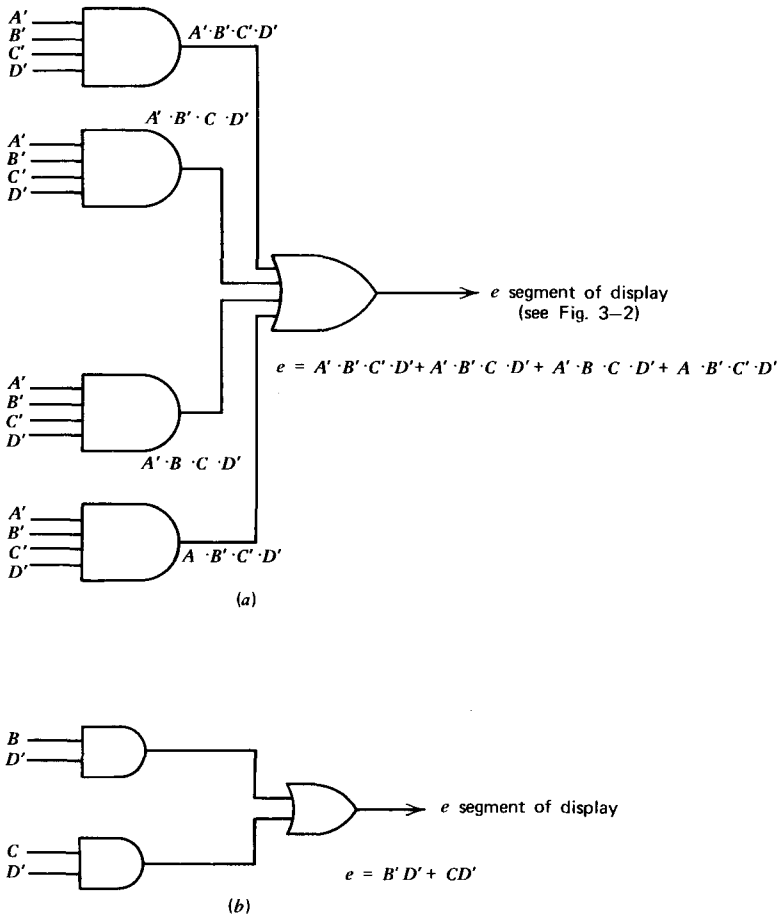 A'
B'
C'
D'
A'·B'·C'·D'
A' ·B'· C ·D'
A'
B'
C'
D'
e segment of display
(see Fig. 3–2)
e = A' ·B'·C'·D'+ A' ·B'·C ·D'+ A' ·B ·C ·D'+ A ·B'·C'·D'
A'
B'
C'
D'
A'·B ·C ·D'
A'
B'
C'
D'
A ·B'·C'·D'
(a)
B
D'
e segment of display
C
D'
e = B'D' + CD'
(b)